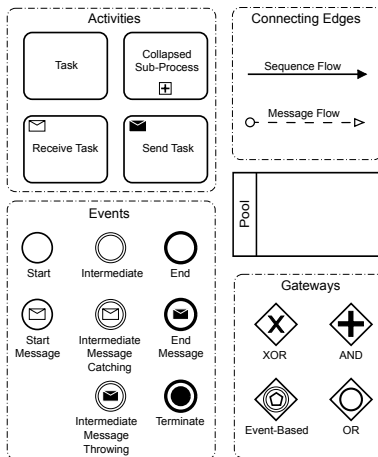 Activities
Task
Collapsed
Sub-Process
Receive Task
Send Task
Connecting Edges
Sequence Flow
Message Flow
Pool
Events
Start
Intermediate
End
Start
Message
Intermediate
Message
Catching
End
Message
Intermediate
Message
Throwing
Terminate
Gateways
XOR
AND
Event-Based
OR